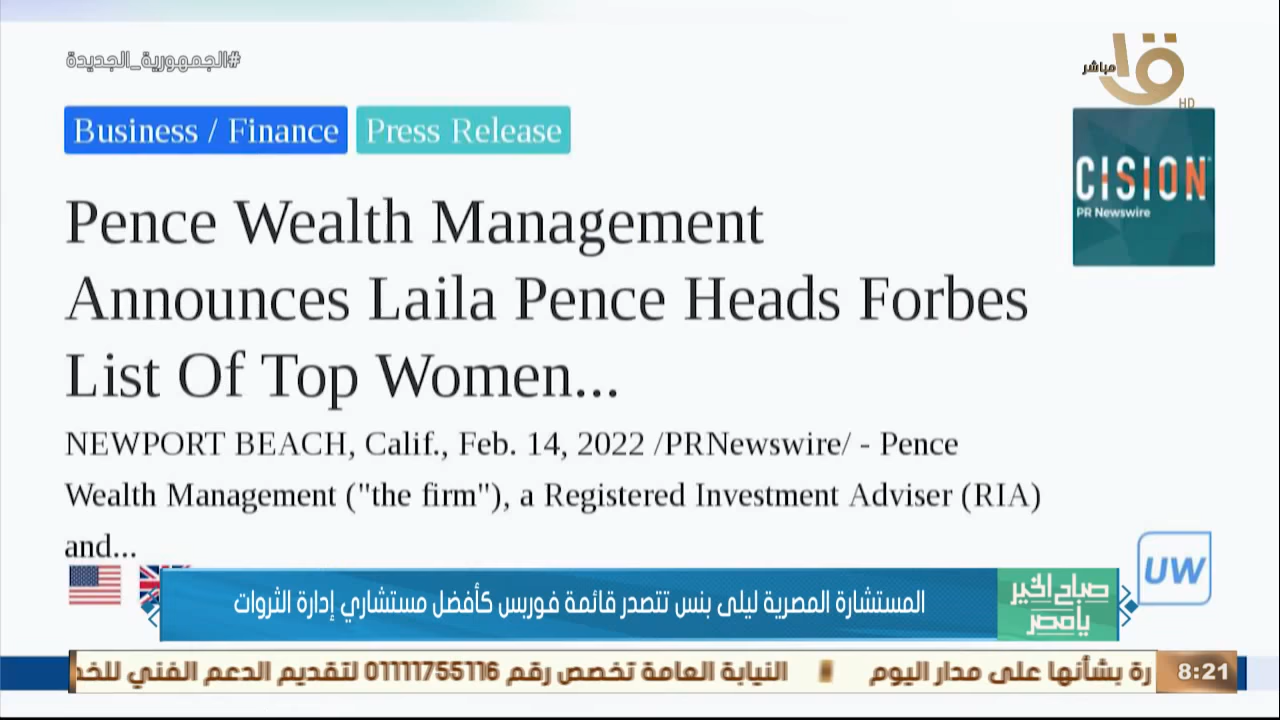 #الجمهورية_الجديدة
مباشر
HD
Business / Finance
Press Release
CISION
PR Newswire
Pence Wealth Management
Announces Laila Pence Heads Forbes
List Of Top Women...
NEWPORT BEACH, Calif., Feb. 14, 2022 /PRNewswire/ - Pence
Wealth Management ("the firm"), a Registered Investment Adviser (RIA)
and...
UW
صباح الخير
يا مصر
المستشارة المصرية ليلى بنس تتصدر قائمة فوربس كأفضل مستشاري إدارة الثروات
8:21
بشأنها على مدار اليوم النيابة العامة تخصص رقم 01111755116 لتقديم الدعم الفني